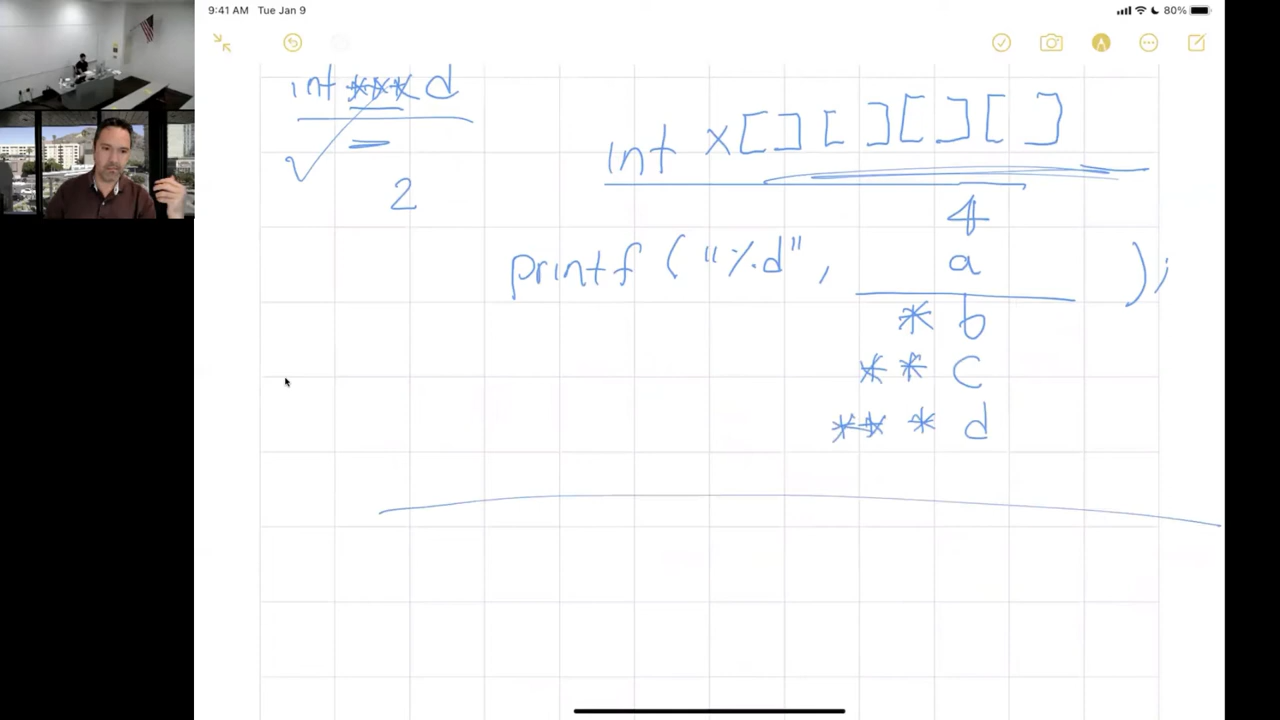 9:41 AM Tue Jan 9
80%
int ***d
2
int x[][][][]
4
printf ("%d", a );
* b
** c
*** d